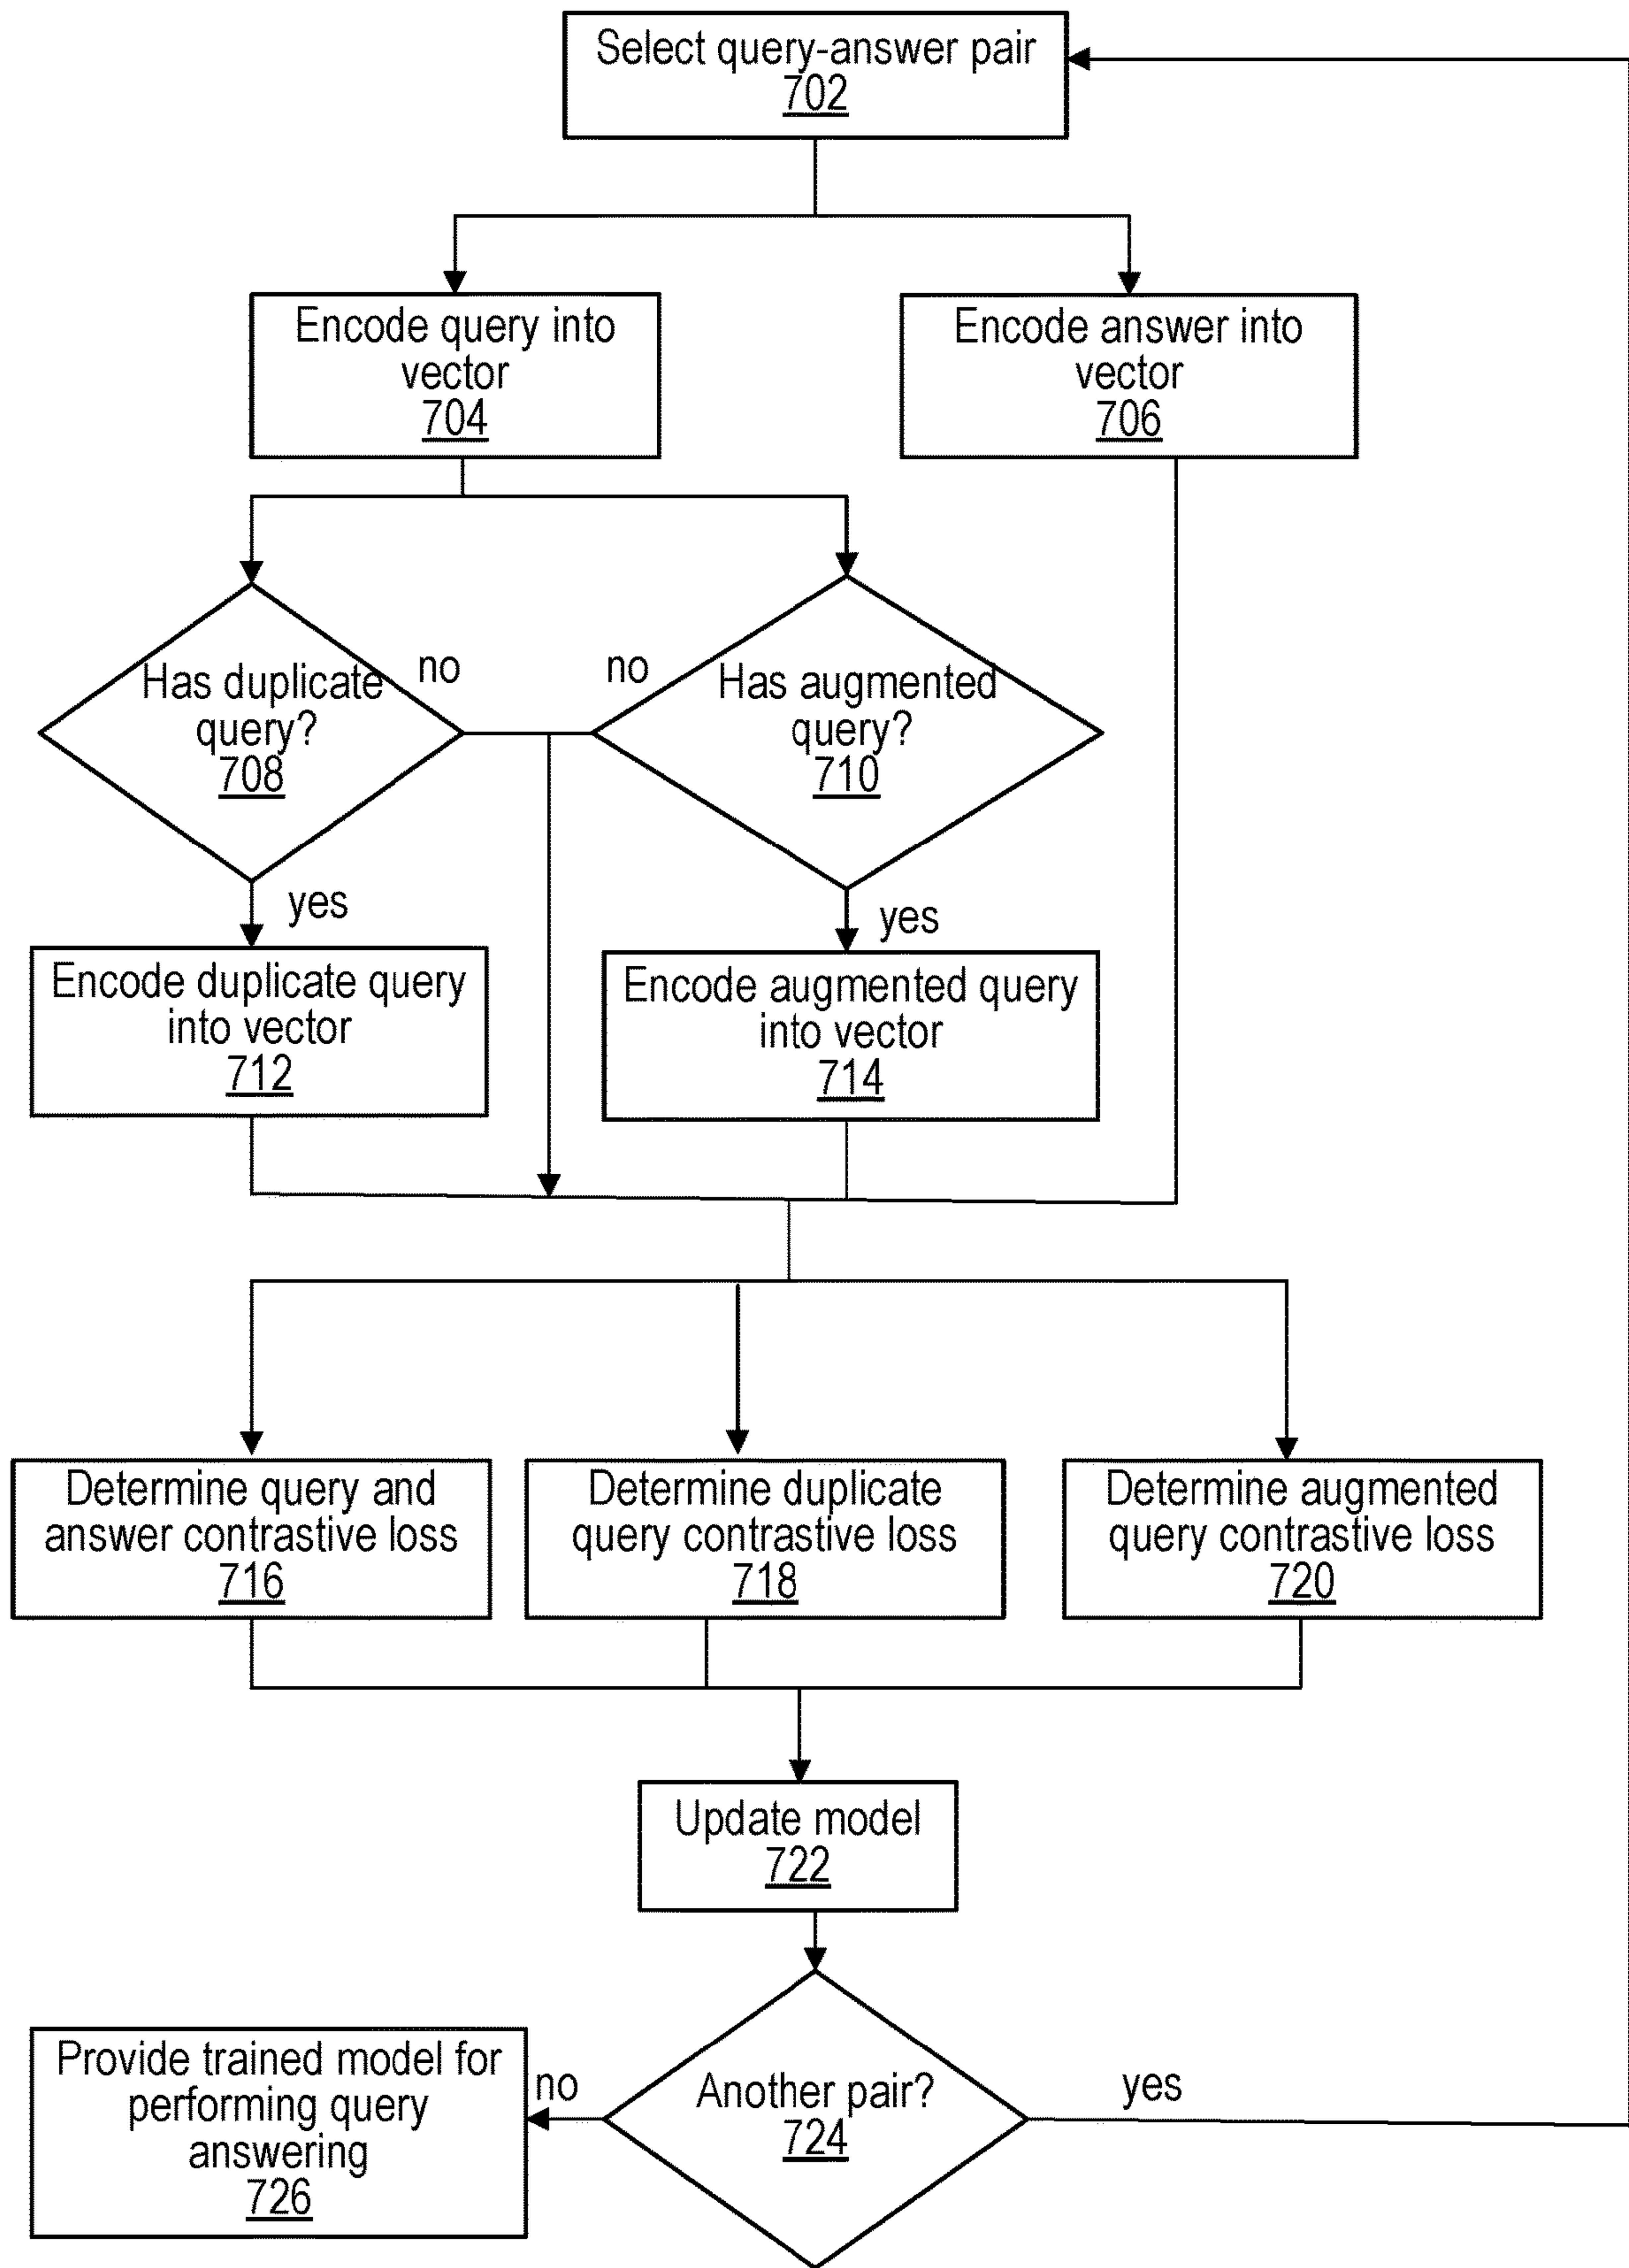 Select query-answer pair
702
Encode query into
vector
704
Encode answer into
vector
706
Has duplicate
query?
708
no
no
Has augmented
query?
710
yes
yes
Encode duplicate query
into vector
712
Encode augmented query
into vector
714
Determine query and
answer contrastive loss
716
Determine duplicate
query contrastive loss
718
Determine augmented
query contrastive loss
720
Update model
722
Another pair?
724
yes
no
Provide trained model for
performing query
answering
726